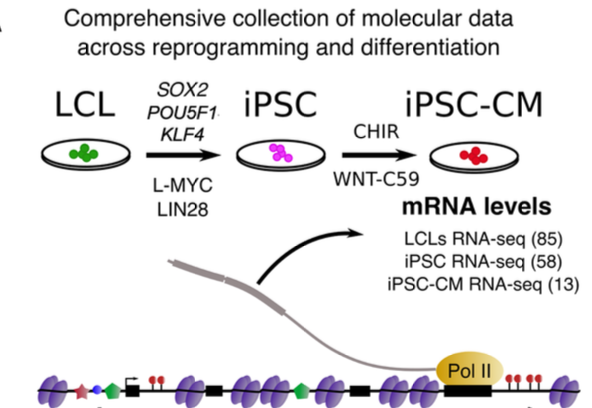 Comprehensive collection of molecular data
across reprogramming and differentiation
LCL
SOX2
POU5F1
KLF4
L-MYC
LIN28
iPSC
CHIR
WNT-C59
iPSC-CM
mRNA levels
LCLs RNA-seq (85)
iPSC RNA-seq (58)
iPSC-CM RNA-seq (13)
Pol II